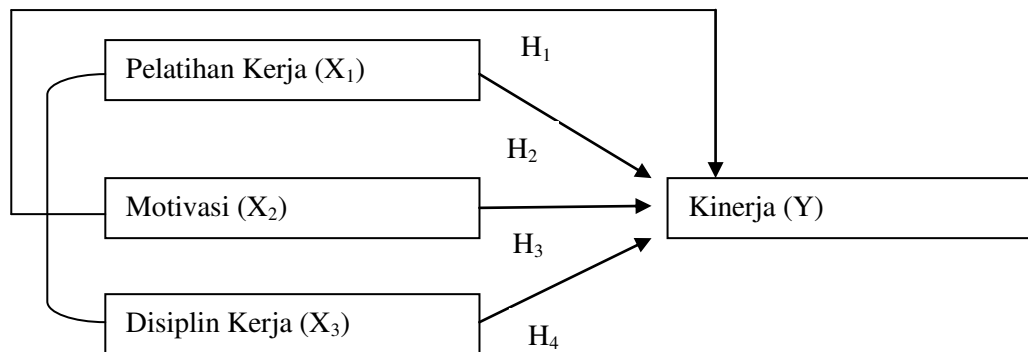 H₁
Pelatihan Kerja (X₁)
H₂
Motivasi (X₂)
Kinerja (Y)
H₃
Disiplin Kerja (X₃)
H₄